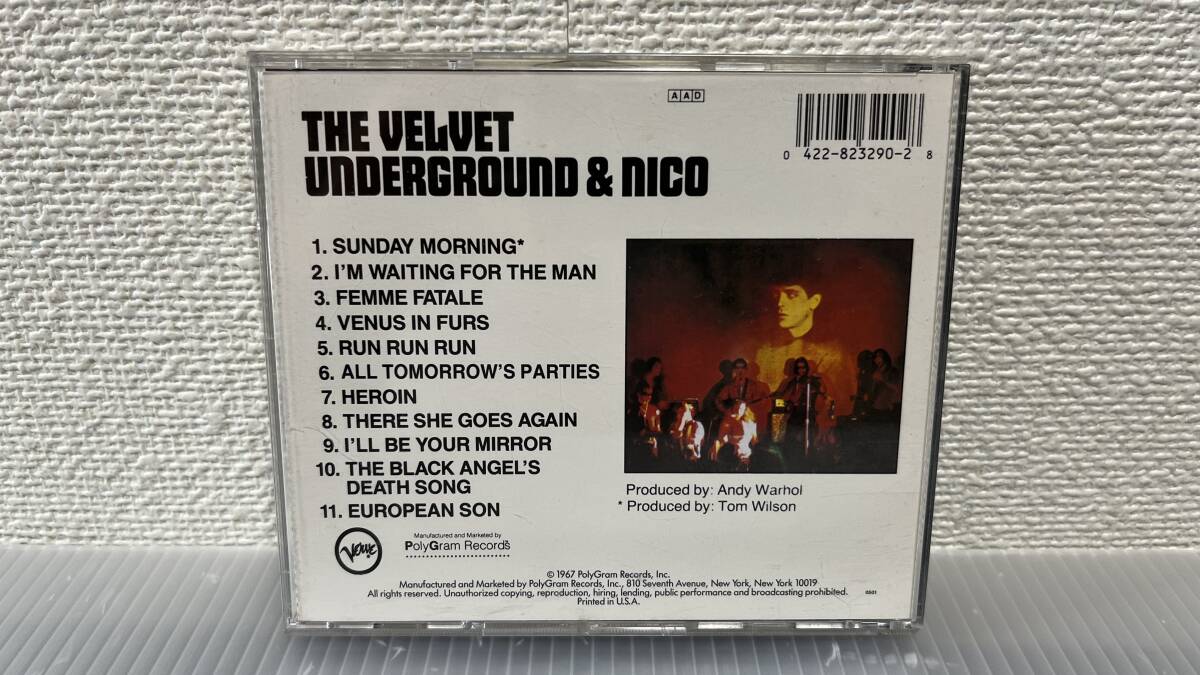 A A D
THE VELVET
UNDERGROUND & NICO
0 422-823290-2 8
1. SUNDAY MORNING*
2. I'M WAITING FOR THE MAN
3. FEMME FATALE
4. VENUS IN FURS
5. RUN RUN RUN
6. ALL TOMORROW'S PARTIES
7. HEROIN
8. THERE SHE GOES AGAIN
9. I'LL BE YOUR MIRROR
10. THE BLACK ANGEL'S
DEATH SONG
11. EUROPEAN SON
Produced by: Andy Warhol
* Produced by: Tom Wilson
Verve
Manufactured and Marketed by
PolyGram Records
© 1967 PolyGram Records, Inc.
Manufactured and Marketed by PolyGram Records, Inc., 810 Seventh Avenue, New York, New York 10019
All rights reserved. Unauthorized copying, reproduction, hiring, lending, public performance and broadcasting prohibited.
0501
Printed in U.S.A.